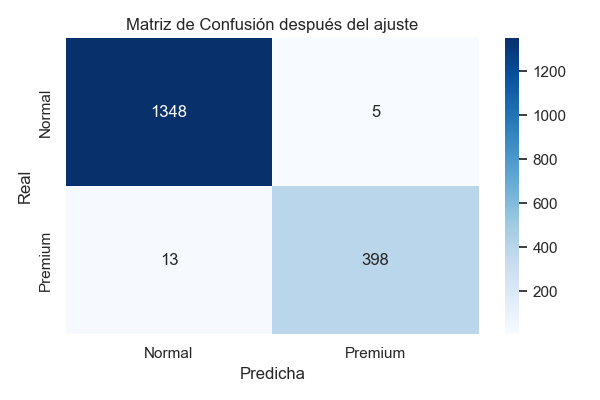 Matriz de Confusión después del ajuste
Real
Normal
Premium
1348
5
13
398
Normal
Premium
Predicha
1200
1000
800
600
400
200